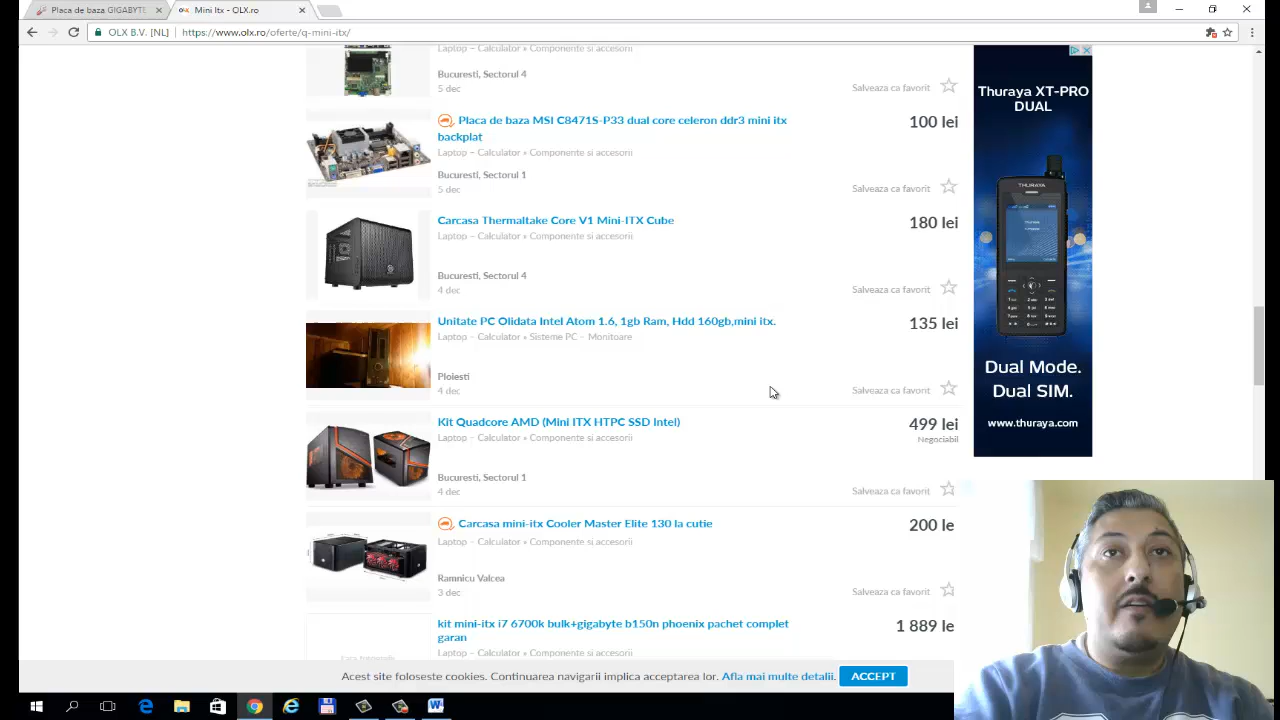 Placa de baza GIGABYTE
Mini Itx - OLX.ro
OLX B.V. [NL]
https://www.olx.ro/oferte/q-mini-itx/
Laptop – Calculator » Componente si accesorii
Bucuresti, Sectorul 4
5 dec
Salveaza ca favorit
Placa de baza MSI C8471S-P33 dual core celeron ddr3 mini itx
backplat
100 lei
Laptop – Calculator » Componente si accesorii
Bucuresti, Sectorul 1
5 dec
Salveaza ca favorit
Carcasa Thermaltake Core V1 Mini-ITX Cube
180 lei
Laptop – Calculator » Componente si accesorii
Bucuresti, Sectorul 4
4 dec
Salveaza ca favorit
Unitate PC Olidata Intel Atom 1.6, 1gb Ram, Hdd 160gb,mini itx.
135 lei
Laptop – Calculator » Sisteme PC - Monitoare
Ploiesti
4 dec
Salveaza ca favorit
Kit Quadcore AMD (Mini ITX HTPC SSD Intel)
499 lei
Negociabil
Laptop – Calculator » Componente si accesorii
Bucuresti, Sectorul 1
4 dec
Salveaza ca favorit
Carcasa mini-itx Cooler Master Elite 130 la cutie
200 le
Laptop – Calculator » Componente si accesorii
Ramnicu Valcea
3 dec
Salveaza ca favorit
kit mini-itx i7 6700k bulk+gigabyte b150n phoenix pachet complet
garan
1 889 le
Laptop – Calculator » Componente si accesorii
Thuraya XT-PRO
DUAL
THURAYA
Dual Mode.
Dual SIM.
www.thuraya.com
Acest site foloseste cookies. Continuarea navigarii implica acceptarea lor. Afla mai multe detalii.
ACCEPT